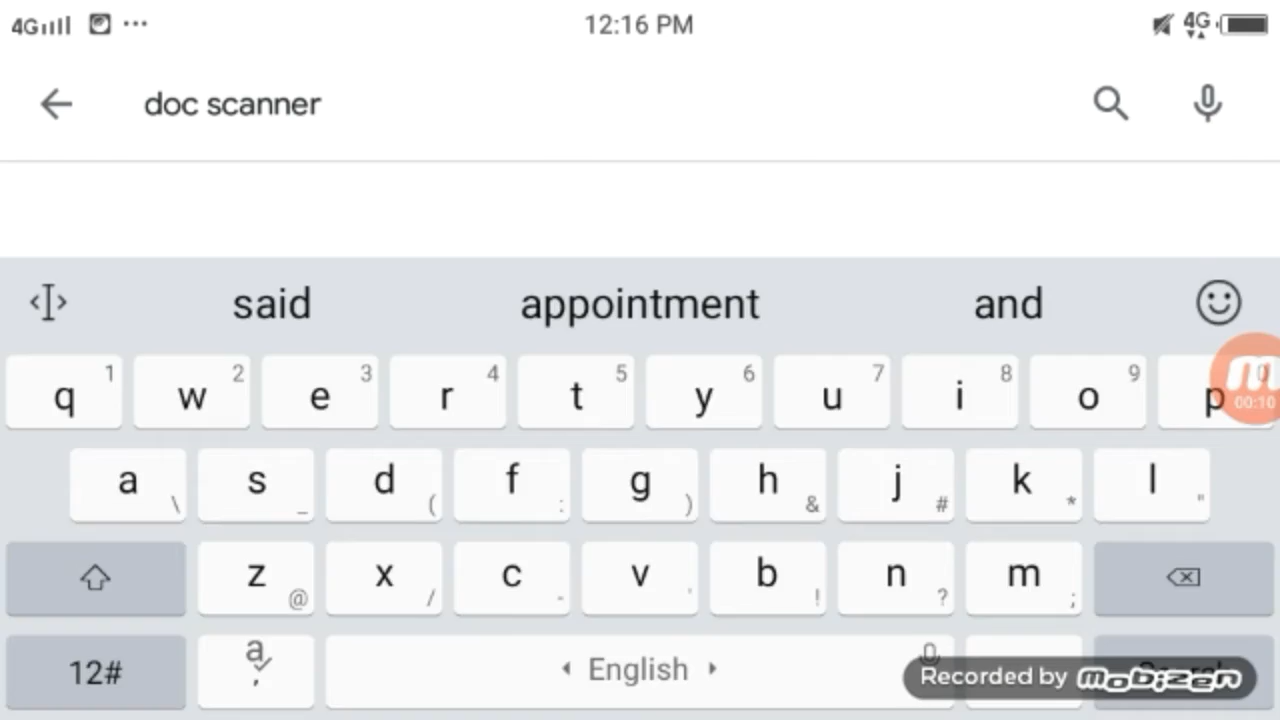 4G 12:16 PM 4G
doc scanner
said appointment and
q 1 w 2 e 3 r 4 t 5 y 6 u 7 i 8 o 9 p
00:10
a \ s _ d ( f : g ) h & j # k * l "
z @ x / c - v ' b ! n ? m ;
12# a , English
Recorded by mobizen